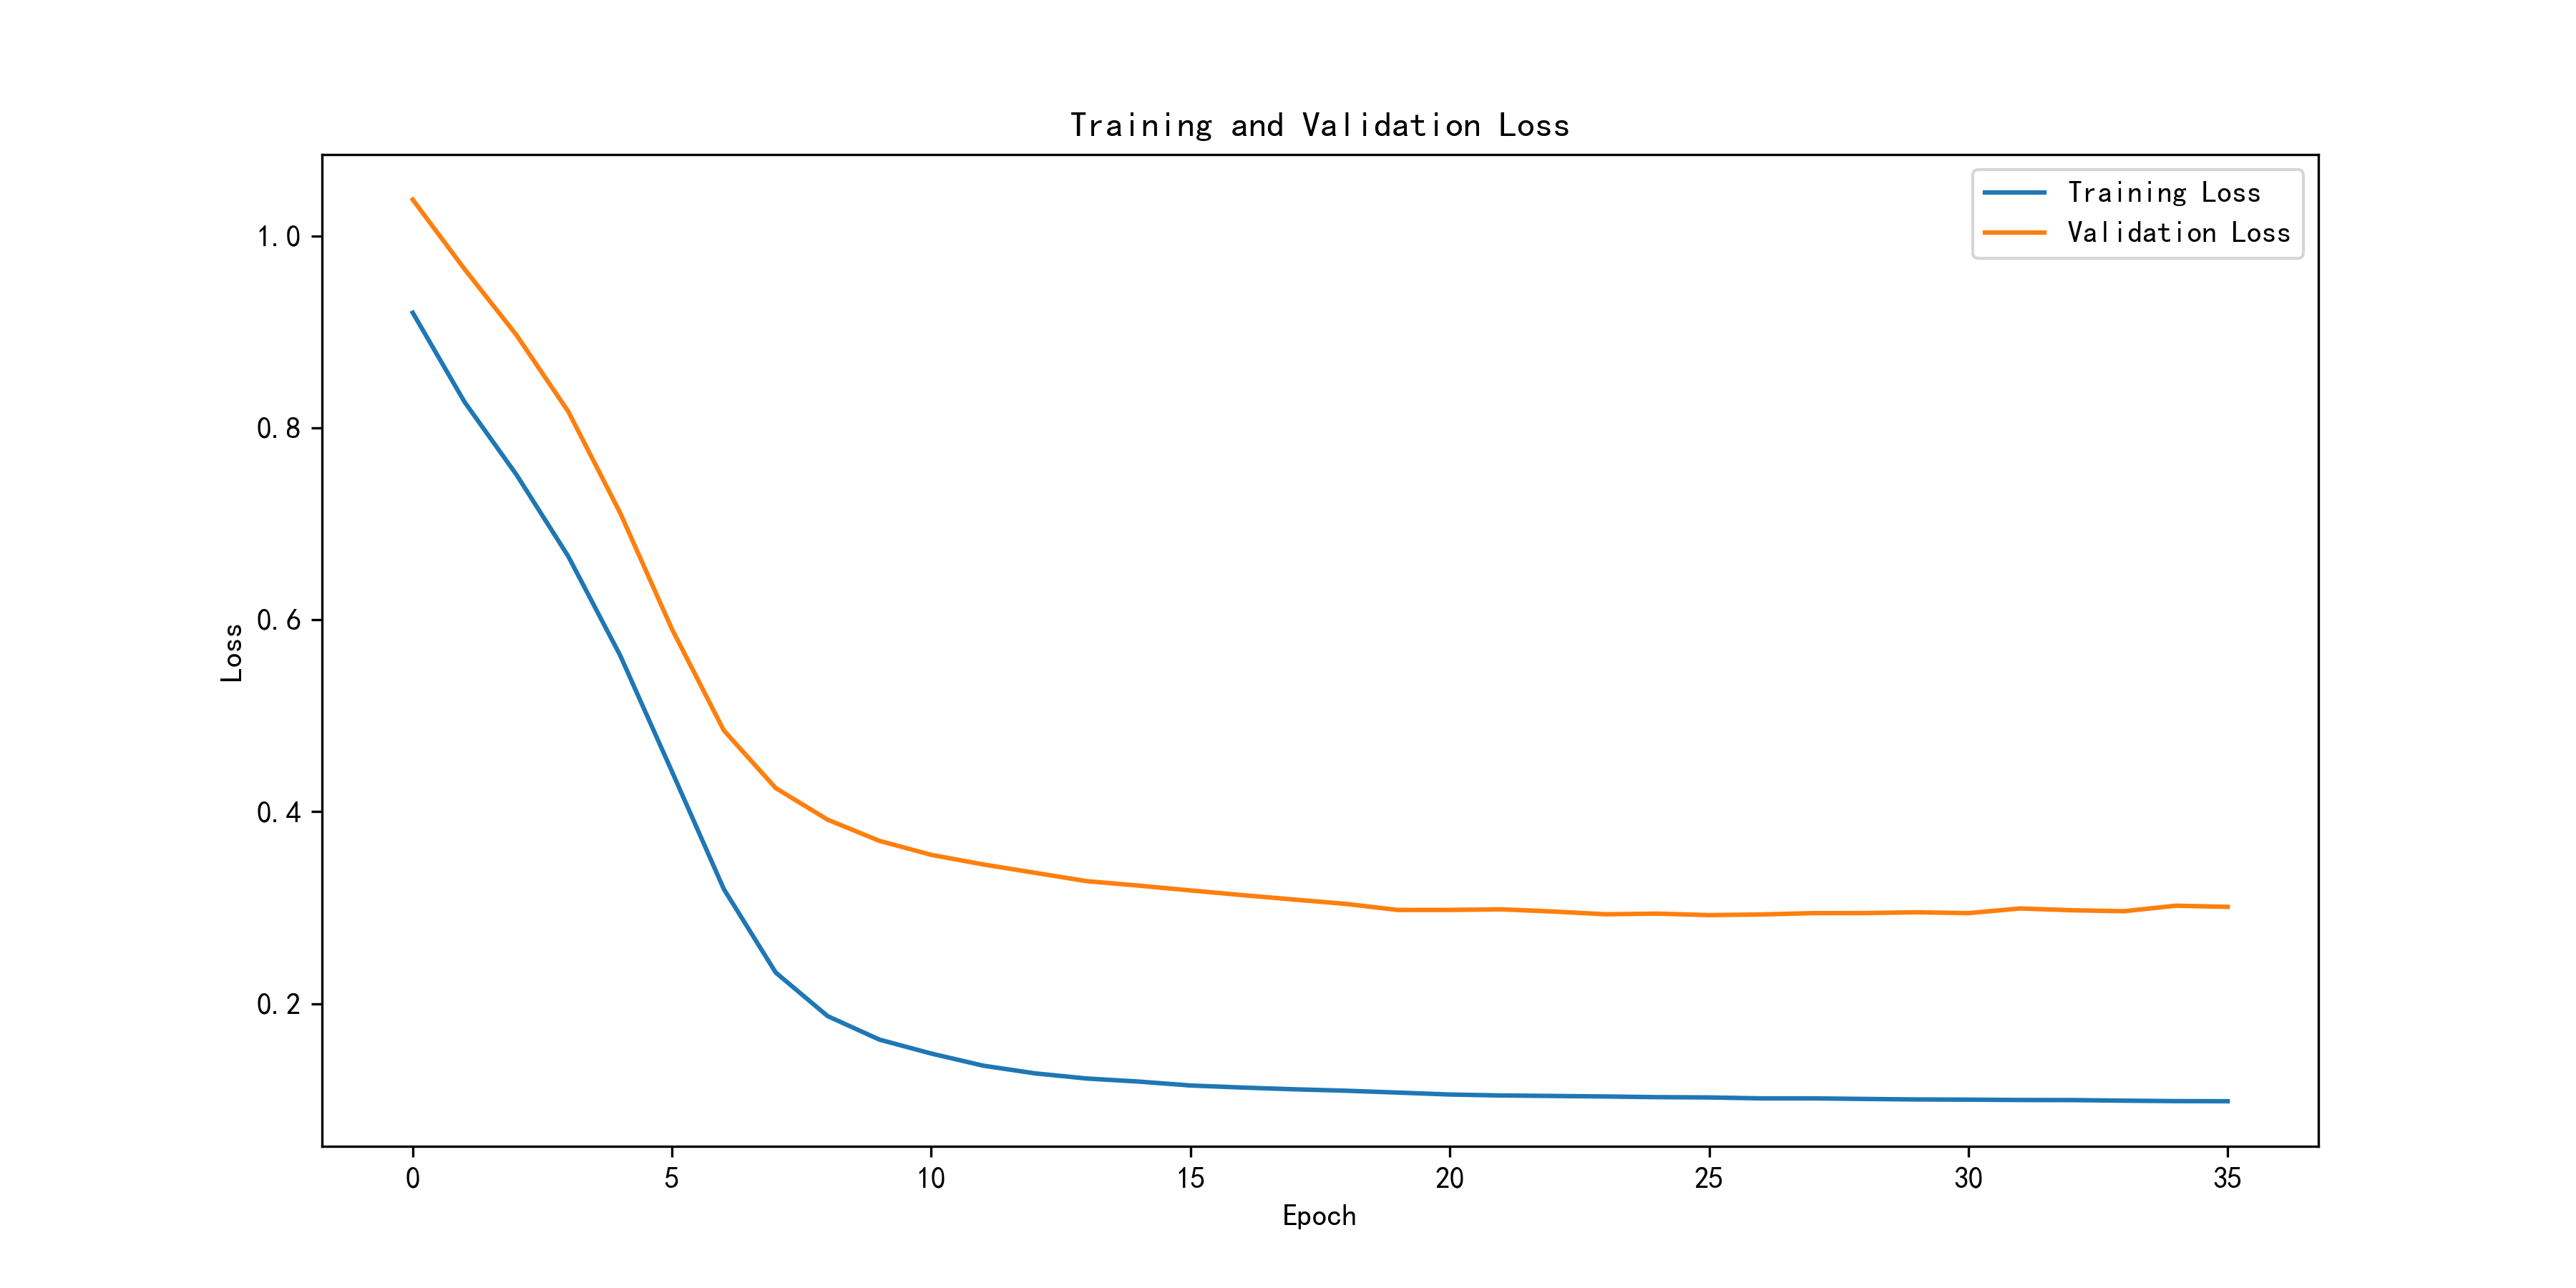 Training and Validation Loss
Training Loss
Validation Loss
1.0
0.8
0.6
0.4
0.2
Loss
0 5 10 15 20 25 30 35
Epoch